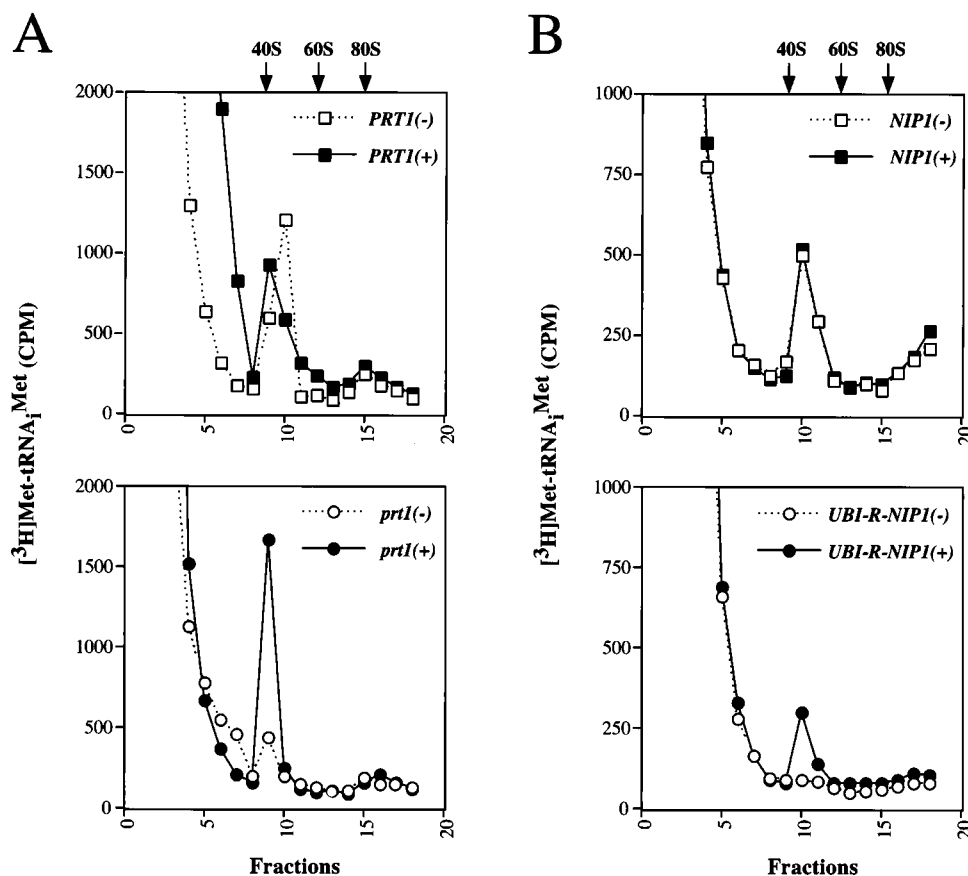 A
40S 60S 80S
2000
1500
1000
500
0
PRT1(-)
PRT1(+)
0 5 10 15 20
2000
1500
1000
500
0
prt1(-)
prt1(+)
0 5 10 15 20
[³H]Met-tRNAᵢᴹᵉᵗ (CPM)
Fractions
B
40S 60S 80S
1000
750
500
250
0
NIP1(-)
NIP1(+)
0 5 10 15 20
1000
750
500
250
0
UBI-R-NIP1(-)
UBI-R-NIP1(+)
0 5 10 15 20
[³H]Met-tRNAᵢᴹᵉᵗ (CPM)
Fractions